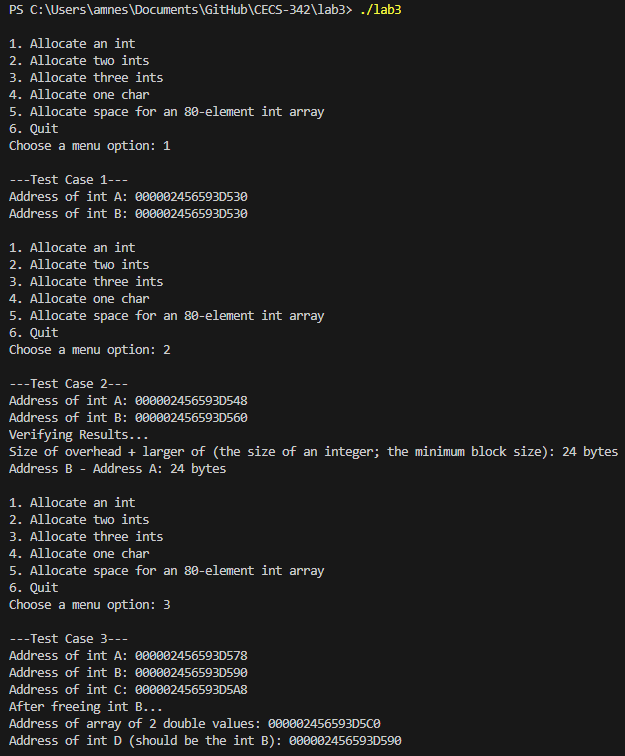 PS C:\Users\amnes\Documents\GitHub\CECS-342\lab3> ./lab3
1. Allocate an int
2. Allocate two ints
3. Allocate three ints
4. Allocate one char
5. Allocate space for an 80-element int array
6. Quit
Choose a menu option: 1
---Test Case 1---
Address of int A: 000002456593D530
Address of int B: 000002456593D530
1. Allocate an int
2. Allocate two ints
3. Allocate three ints
4. Allocate one char
5. Allocate space for an 80-element int array
6. Quit
Choose a menu option: 2
---Test Case 2---
Address of int A: 000002456593D548
Address of int B: 000002456593D560
Verifying Results...
Size of overhead + larger of (the size of an integer; the minimum block size): 24 bytes
Address B - Address A: 24 bytes
1. Allocate an int
2. Allocate two ints
3. Allocate three ints
4. Allocate one char
5. Allocate space for an 80-element int array
6. Quit
Choose a menu option: 3
---Test Case 3---
Address of int A: 000002456593D578
Address of int B: 000002456593D590
Address of int C: 000002456593D5A8
After freeing int B...
Address of array of 2 double values: 000002456593D5C0
Address of int D (should be the int B): 000002456593D590